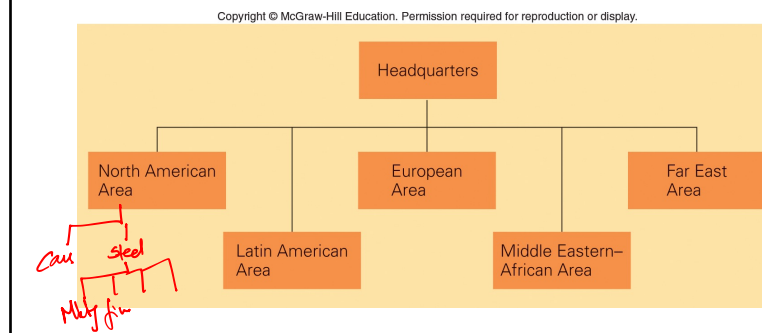 Copyright © McGraw-Hill Education. Permission required for reproduction or display.
Headquarters
North American
Area
European
Area
Far East
Area
Latin American
Area
Middle Eastern–
African Area
steel